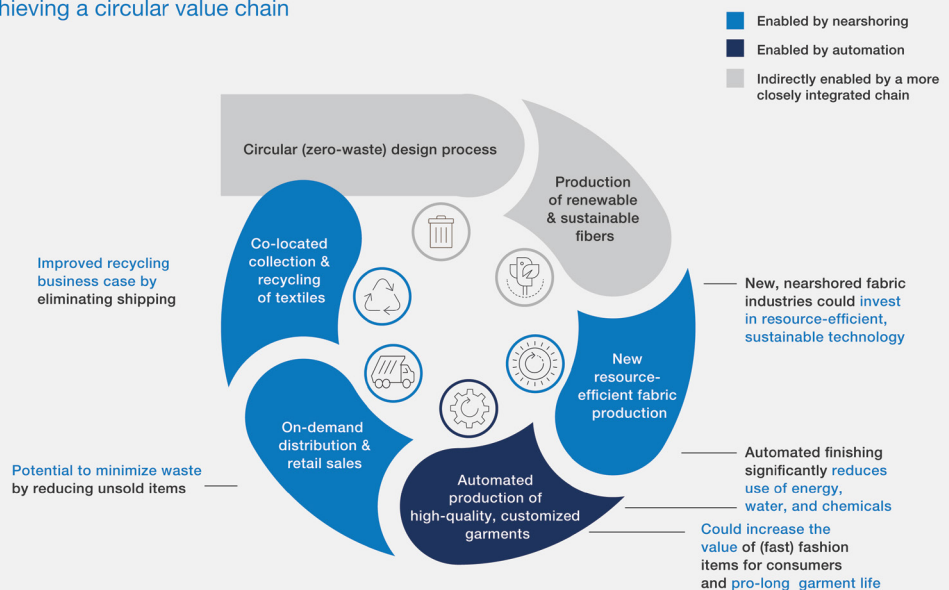 hieving a circular value chain
Enabled by nearshoring
Enabled by automation
Indirectly enabled by a more
closely integrated chain
Circular (zero-waste) design process
Production
of renewable
& sustainable
fibers
Co-located
collection &
recycling
of textiles
Improved recycling
business case by
eliminating shipping
New, nearshored fabric
industries could invest
in resource-efficient,
sustainable technology
New
resource-
efficient fabric
production
On-demand
distribution &
retail sales
Automated finishing
significantly reduces
use of energy,
water, and chemicals
Potential to minimize waste
by reducing unsold items
Automated
production of
high-quality, customized
garments
Could increase the
value of (fast) fashion
items for consumers
and pro-long garment life